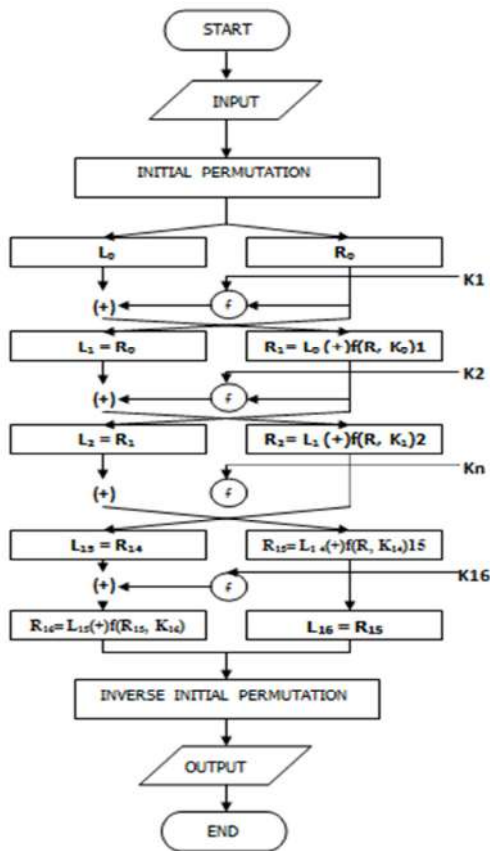 START
INPUT
INITIAL PERMUTATION
L₀ R₀
K1
(+) f
L₁ = R₀ R₁ = L₀ (+)f(R, K₀)1
K2
(+) f
L₂ = R₁ R₂ = L₁ (+)f(R, K₁)2
Kn
(+) f
L₁₅ = R₁₄ R₁₅= L₁₄(+)f(R, K₁₄)15
K16
(+) f
R₁₆= L₁₅(+)f(R₁₅, K₁₆) L₁₆ = R₁₅
INVERSE INITIAL PERMUTATION
OUTPUT
END